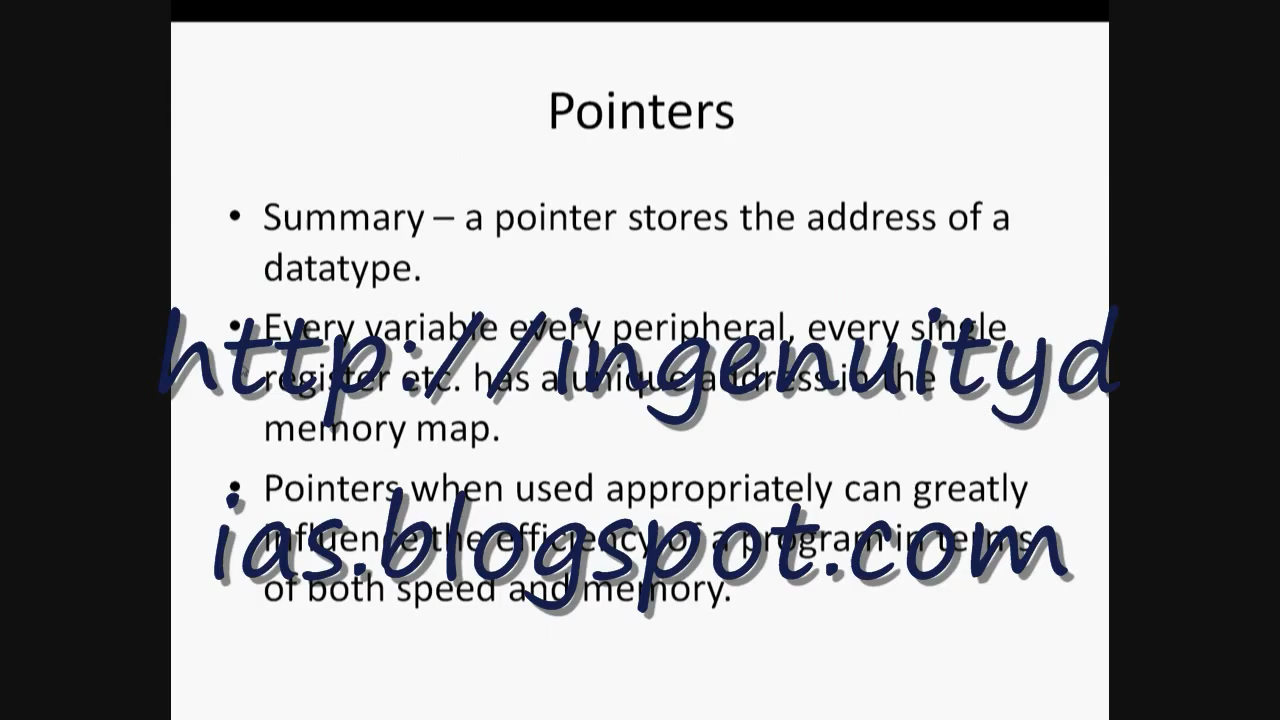 Pointers
• Summary – a pointer stores the address of a
datatype.
• Every variable every peripheral, every single
register etc. has a unique address in the
memory map.
• Pointers when used appropriately can greatly
influence the efficiency of a program in terms
of both speed and memory.
http://ingenuityd
ias.blogspot.com